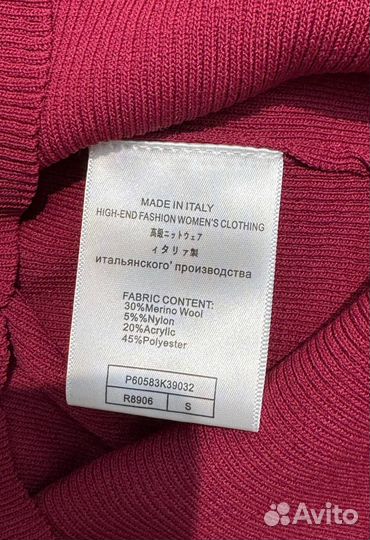 MADE IN ITALY
HIGH-END FASHION WOMEN'S CLOTHING
高級ニットウェア
イタリア製
итальянского' производства
FABRIC CONTENT:
30%Merino Wool
5%%Nylon
20%Acrylic
45%Polyester
P60583K39032
R8906 S
Avito